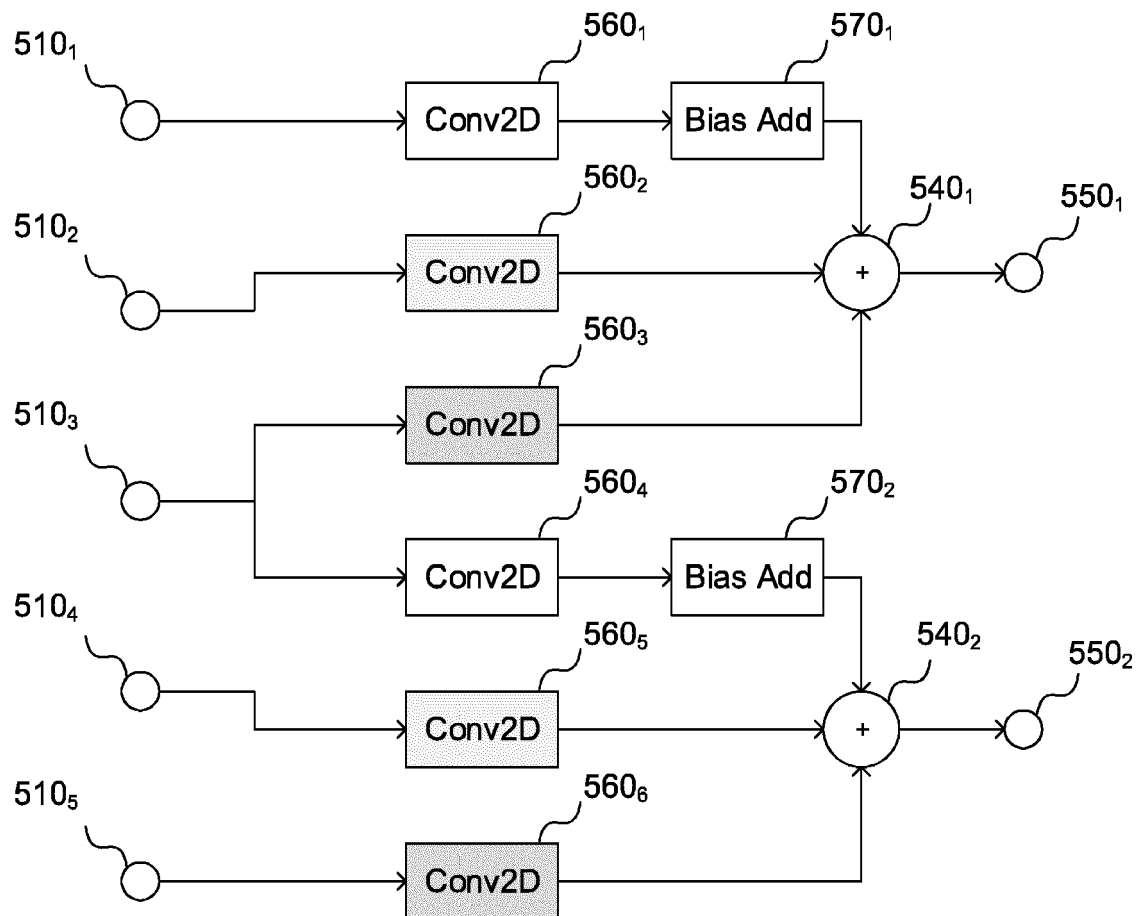 510₁
560₁
570₁
Conv2D
Bias Add
510₂
560₂
540₁
550₁
Conv2D
+
510₃
560₃
Conv2D
560₄
570₂
Conv2D
Bias Add
510₄
560₅
540₂
550₂
Conv2D
+
510₅
560₆
Conv2D